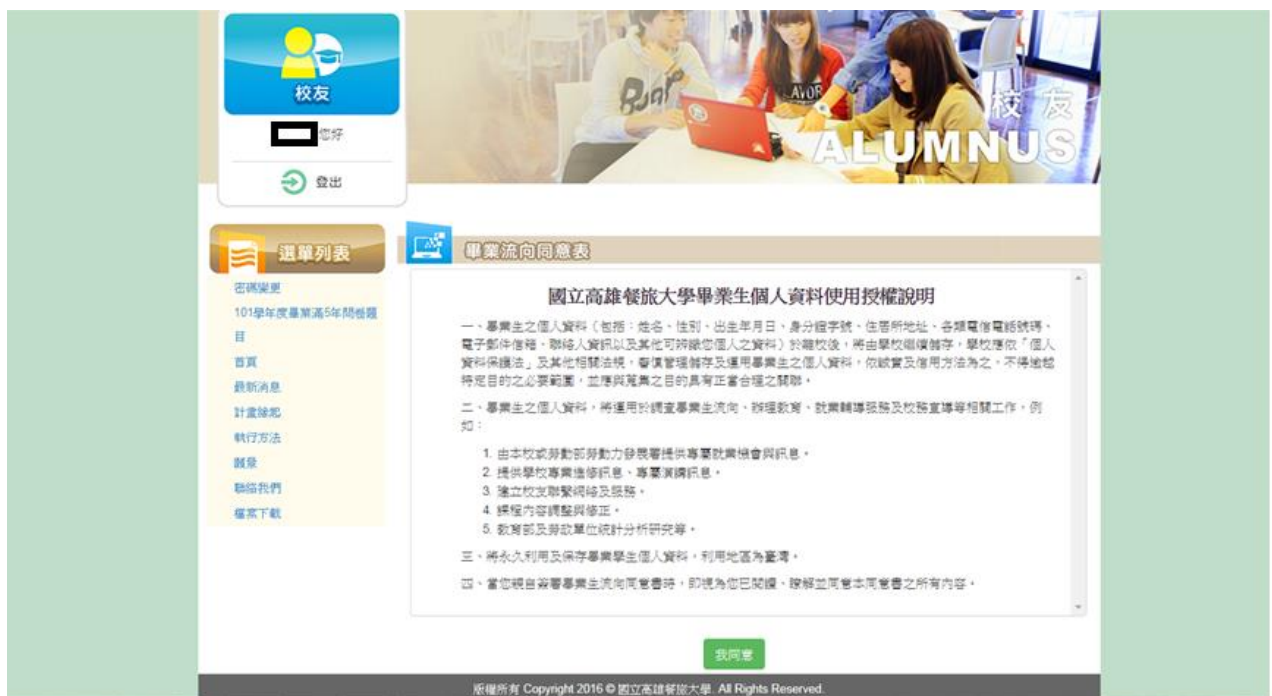 校友
您好
登出
校 友
ALUMNUS
選單列表
密碼變更
101學年度畢業滿5年問卷題
目
首頁
最新消息
計畫緣起
執行方法
願景
聯絡我們
檔案下載
畢業流向同意表
國立高雄餐旅大學畢業生個人資料使用授權說明
一、畢業生之個人資料（包括：姓名、性別、出生年月日、身分證字號、住居所地址、各類電信電話號碼、
電子郵件信箱、聯絡人資訊以及其他可辨識您個人之資料）於離校後，將由學校繼續儲存，學校應依「個人
資料保護法」及其他相關法規，審慎管理儲存及運用畢業生之個人資料，依誠實及信用方法為之，不得逾越
特定目的之必要範圍，並應與蒐集之目的具有正當合理之關聯。
二、畢業生之個人資料，將運用於調查畢業生流向、辦理教育、就業輔導服務及校務宣導等相關工作，例
如：
1. 由本校或勞動部勞動力發展署提供專屬就業機會與訊息。
2. 提供學校專業進修訊息、專屬演講訊息。
3. 建立校友聯繫網絡及服務。
4. 課程內容調整與修正。
5. 教育部及勞政單位統計分析研究等。
三、將永久利用及保存畢業學生個人資料，利用地區為臺灣。
四、當您親自簽署畢業生流向同意書時，即視為您已閱讀、瞭解並同意本同意書之所有內容。
我同意
版權所有 Copyright 2016 © 國立高雄餐旅大學. All Rights Reserved.